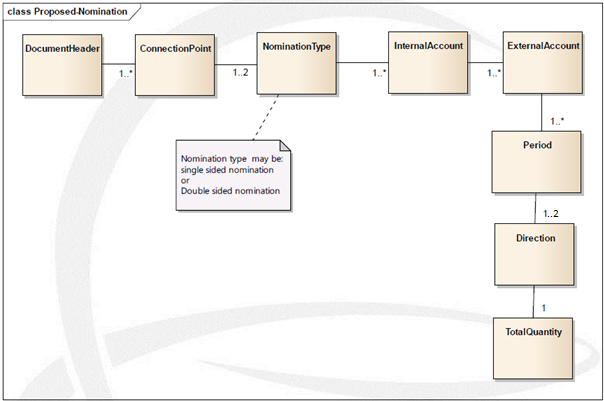 class Proposed-Nomination
DocumentHeader
ConnectionPoint
NominationType
InternalAccount
ExternalAccount
1..*
1..2
1..*
1..*
1..*
Nomination type may be:
single sided nomination
or
Double sided nomination
Period
1..2
Direction
1
TotalQuantity